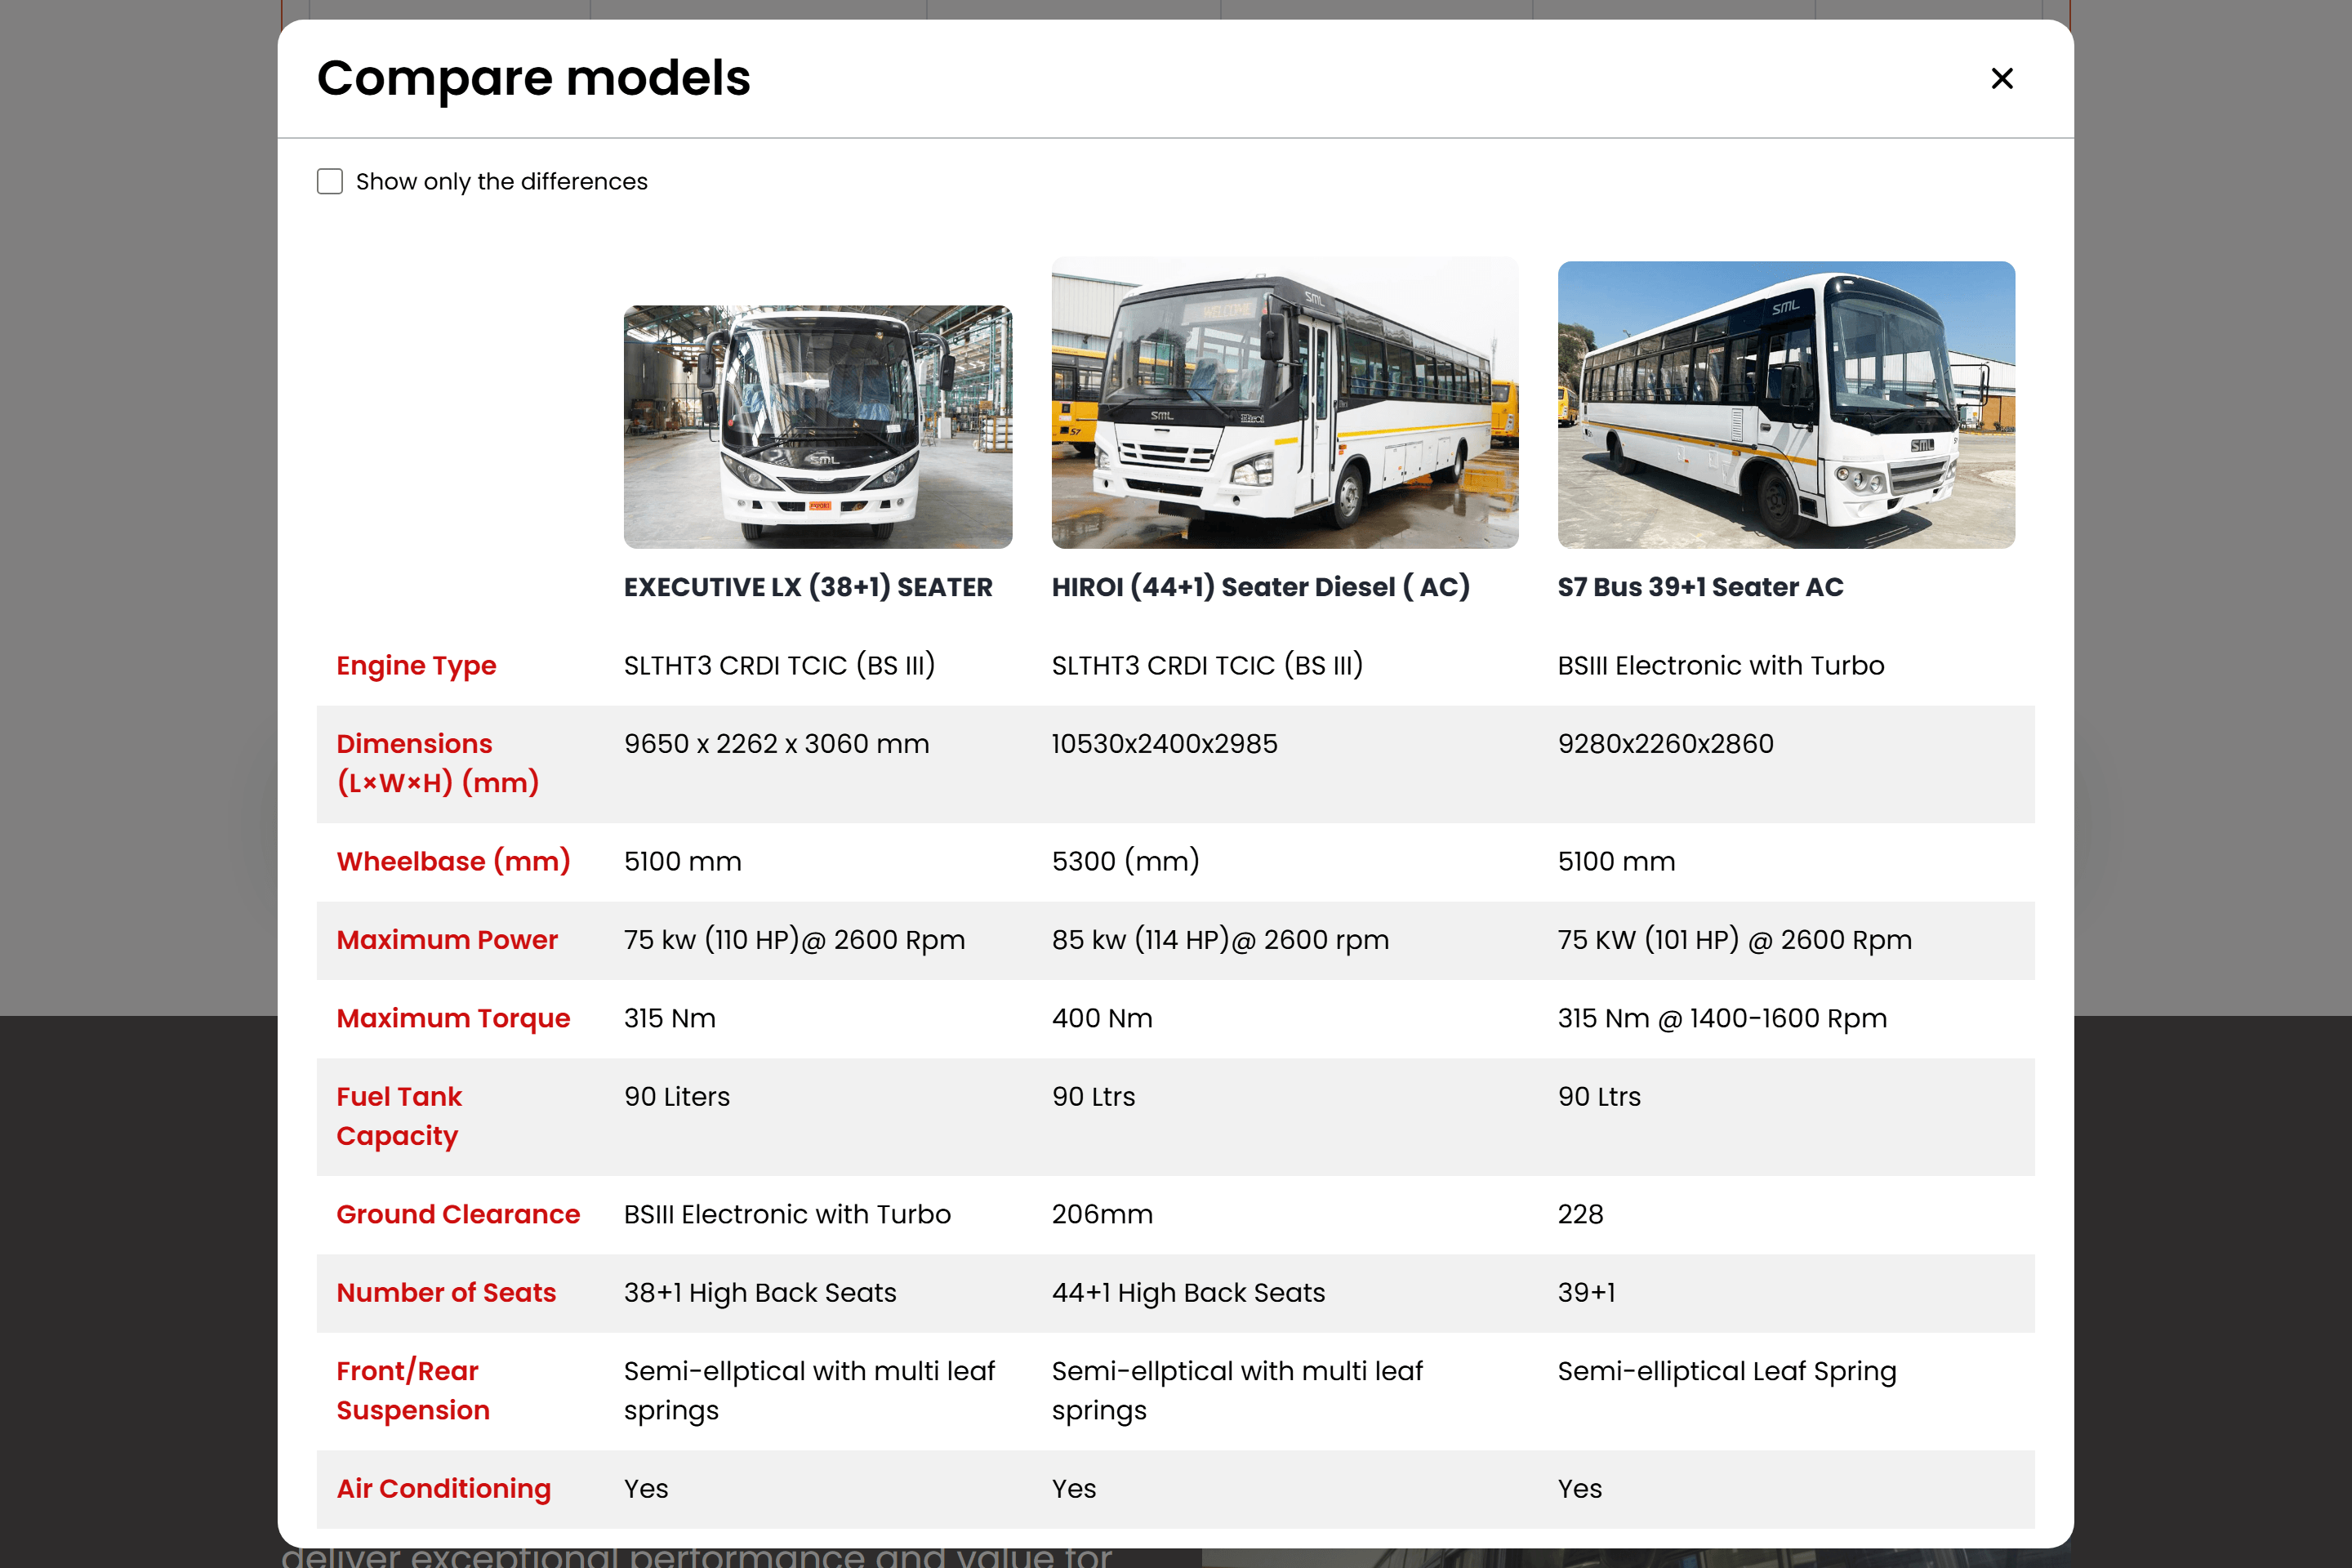 Compare models
Show only the differences
WELCOME
SML
SML
SML
SML
SML
S7
EXECUTIVE LX (38+1) SEATER
HIROI (44+1) Seater Diesel ( AC)
S7 Bus 39+1 Seater AC
Engine Type
SLTHT3 CRDI TCIC (BS III)
SLTHT3 CRDI TCIC (BS III)
BSIII Electronic with Turbo
Dimensions
(L×W×H) (mm)
9650 x 2262 x 3060 mm
10530x2400x2985
9280x2260x2860
Wheelbase (mm)
5100 mm
5300 (mm)
5100 mm
Maximum Power
75 kw (110 HP)@ 2600 Rpm
85 kw (114 HP)@ 2600 rpm
75 KW (101 HP) @ 2600 Rpm
Maximum Torque
315 Nm
400 Nm
315 Nm @ 1400-1600 Rpm
Fuel Tank
Capacity
90 Liters
90 Ltrs
90 Ltrs
Ground Clearance
BSIII Electronic with Turbo
206mm
228
Number of Seats
38+1 High Back Seats
44+1 High Back Seats
39+1
Front/Rear
Suspension
Semi-ellptical with multi leaf
springs
Semi-ellptical with multi leaf
springs
Semi-elliptical Leaf Spring
Air Conditioning
Yes
Yes
Yes
deliver exceptional performance and value for